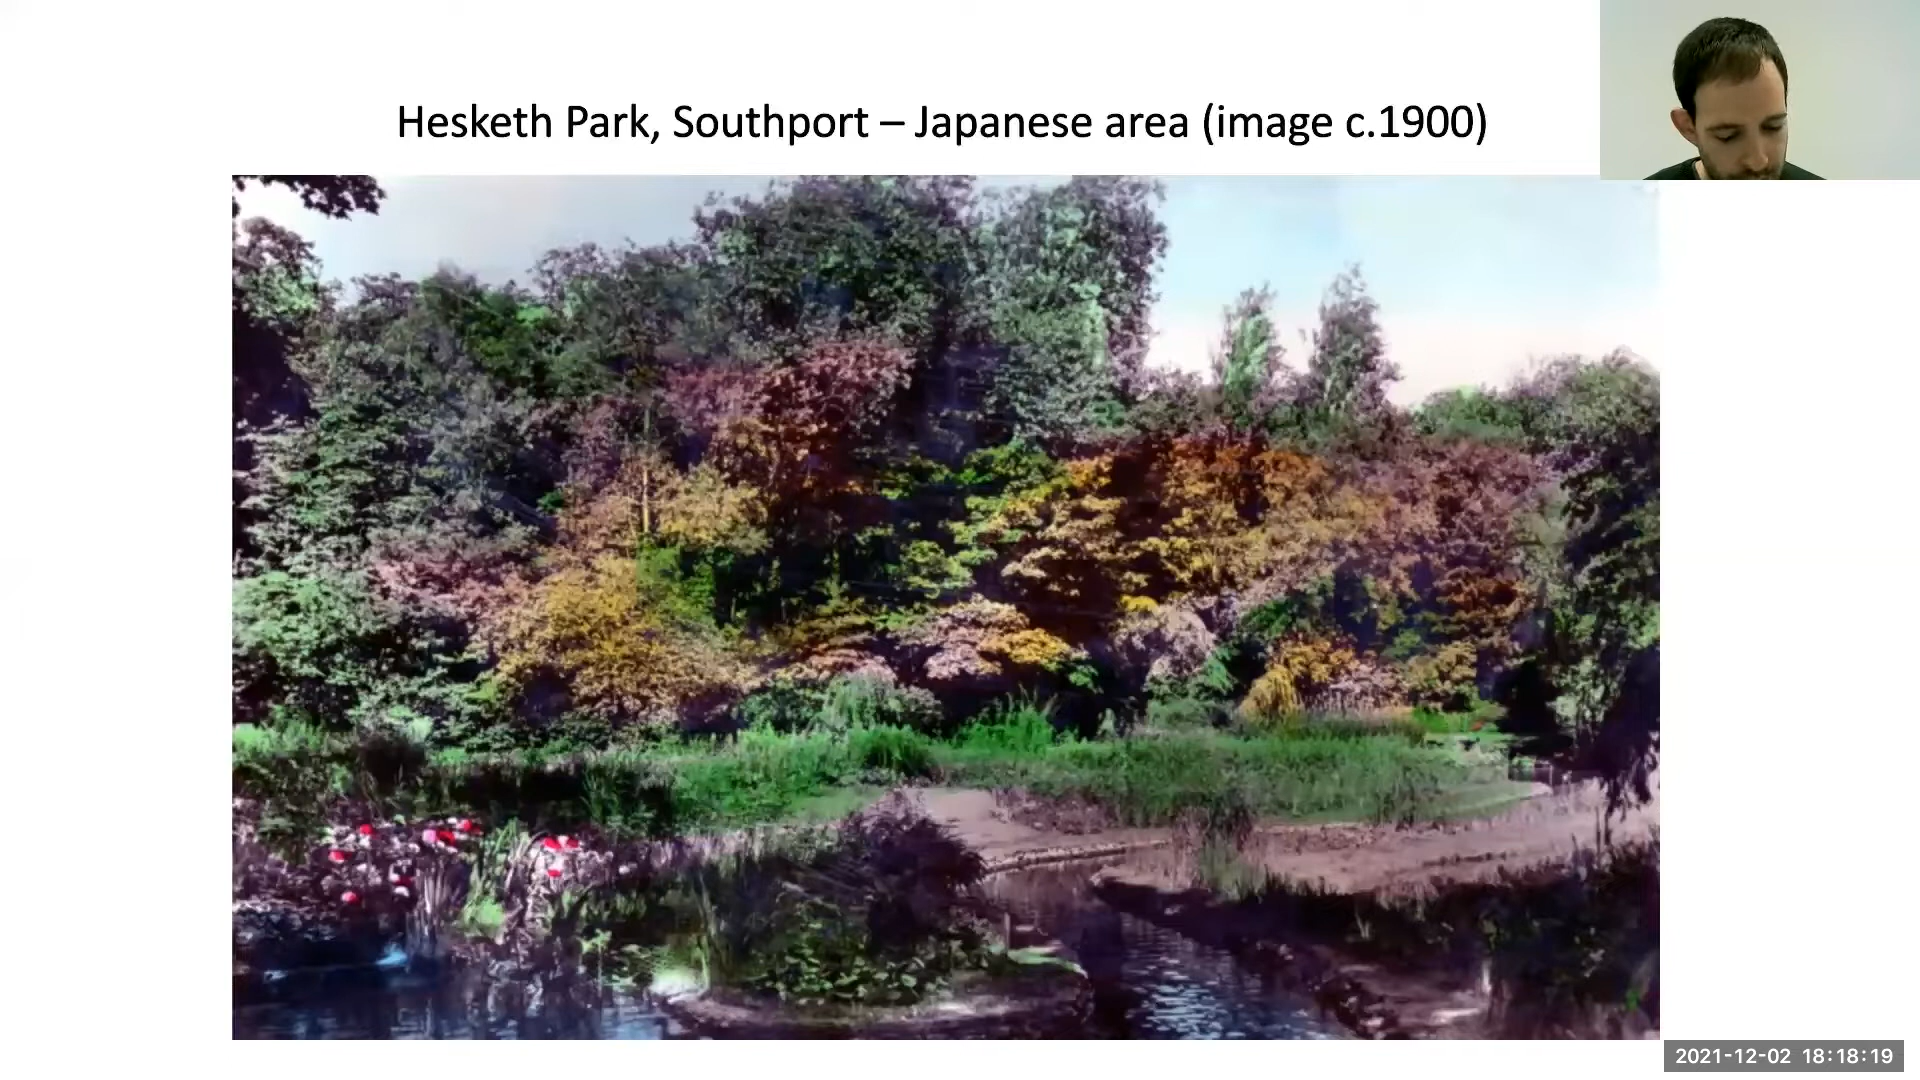 Hesketh Park, Southport – Japanese area (image c.1900)
2021-12-02 18:18:19